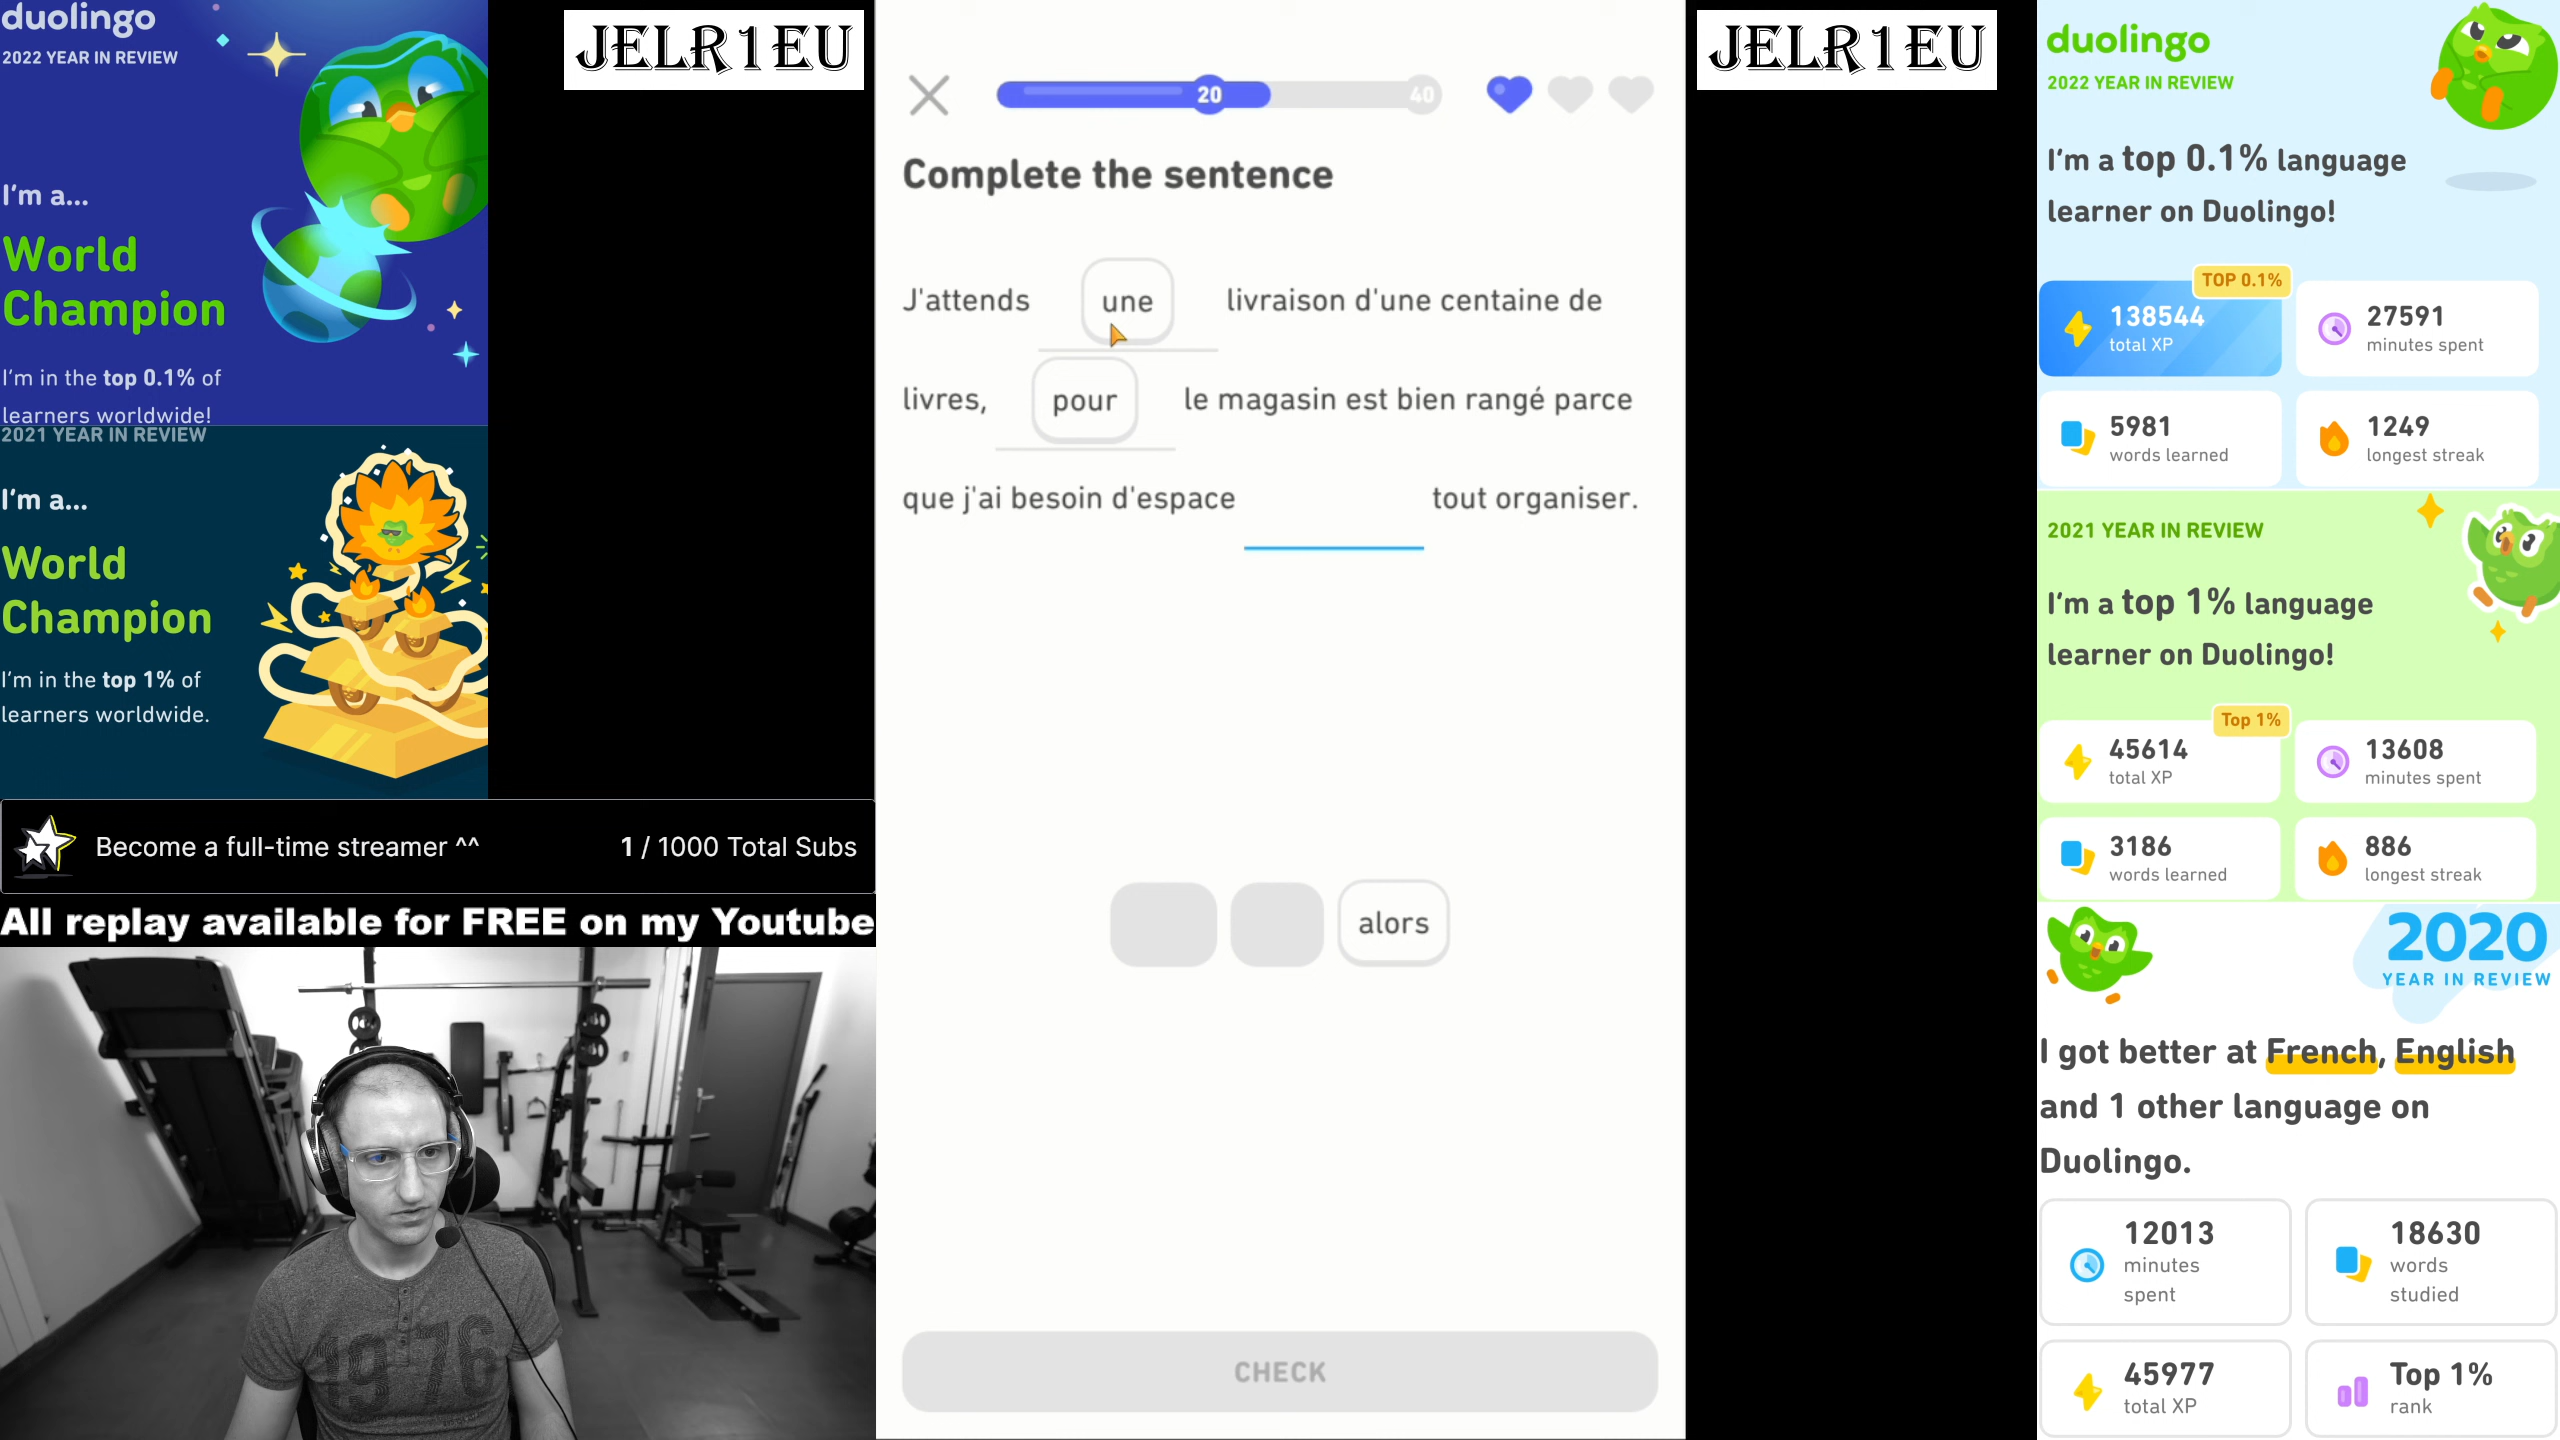 duolingo
2022 YEAR IN REVIEW
I'm a...
World
Champion
I'm in the top 0.1% of
learners worldwide!
2021 YEAR IN REVIEW
I'm a...
World
Champion
I'm in the top 1% of
learners worldwide.
Become a full-time streamer ^^ 1 / 1000 Total Subs
All replay available for FREE on my Youtube
1976
JELR1EU
20 40
Complete the sentence
J'attends une livraison d'une centaine de
livres, pour le magasin est bien rangé parce
que j'ai besoin d'espace tout organiser.
alors
CHECK
JELR1EU
duolingo
2022 YEAR IN REVIEW
I'm a top 0.1% language
learner on Duolingo!
TOP 0.1%
138544
total XP
27591
minutes spent
5981
words learned
1249
longest streak
2021 YEAR IN REVIEW
I'm a top 1% language
learner on Duolingo!
Top 1%
45614
total XP
13608
minutes spent
3186
words learned
886
longest streak
2020
YEAR IN REVIEW
I got better at French, English
and 1 other language on
Duolingo.
12013
minutes
spent
18630
words
studied
45977
total XP
Top 1%
rank